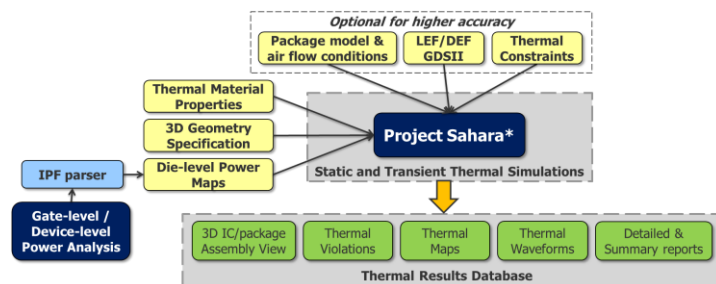 Optional for higher accuracy
Package model &
air flow conditions
LEF/DEF
GDSII
Thermal
Constraints
Thermal Material
Properties
3D Geometry
Specification
Project Sahara*
Static and Transient Thermal Simulations
IPF parser
Die-level Power
Maps
Gate-level /
Device-level
Power Analysis
3D IC/package
Assembly View
Thermal
Violations
Thermal
Maps
Thermal
Waveforms
Detailed &
Summary reports
Thermal Results Database